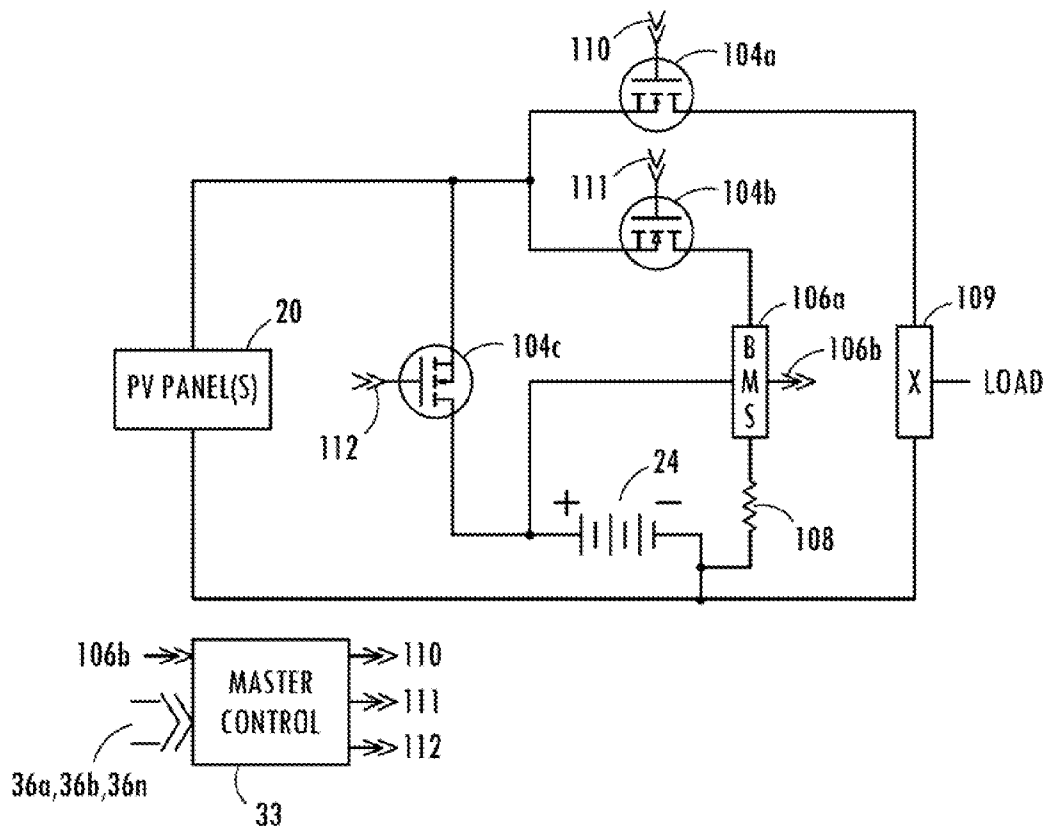 110
104a
111
104b
20
PV PANEL(S)
104c
112
106a
BMS
106b
109
X
LOAD
24
+
−
108
106b
MASTER
CONTROL
110
111
112
36a,36b,36n
33